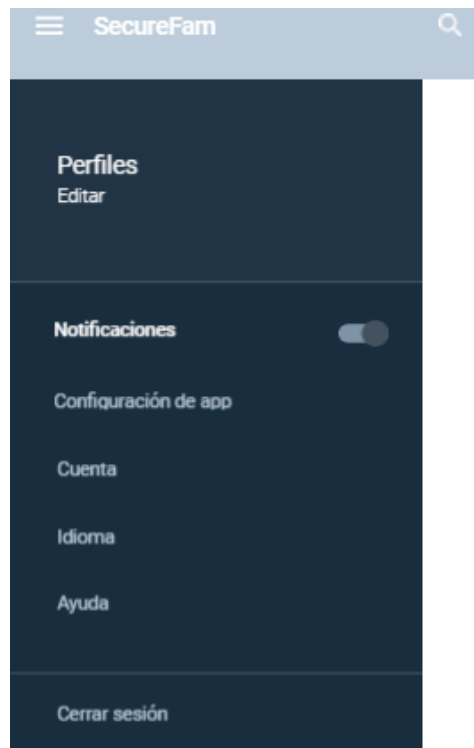 SecureFam
Perfiles
Editar
Notificaciones
Configuración de app
Cuenta
Idioma
Ayuda
Cerrar sesión